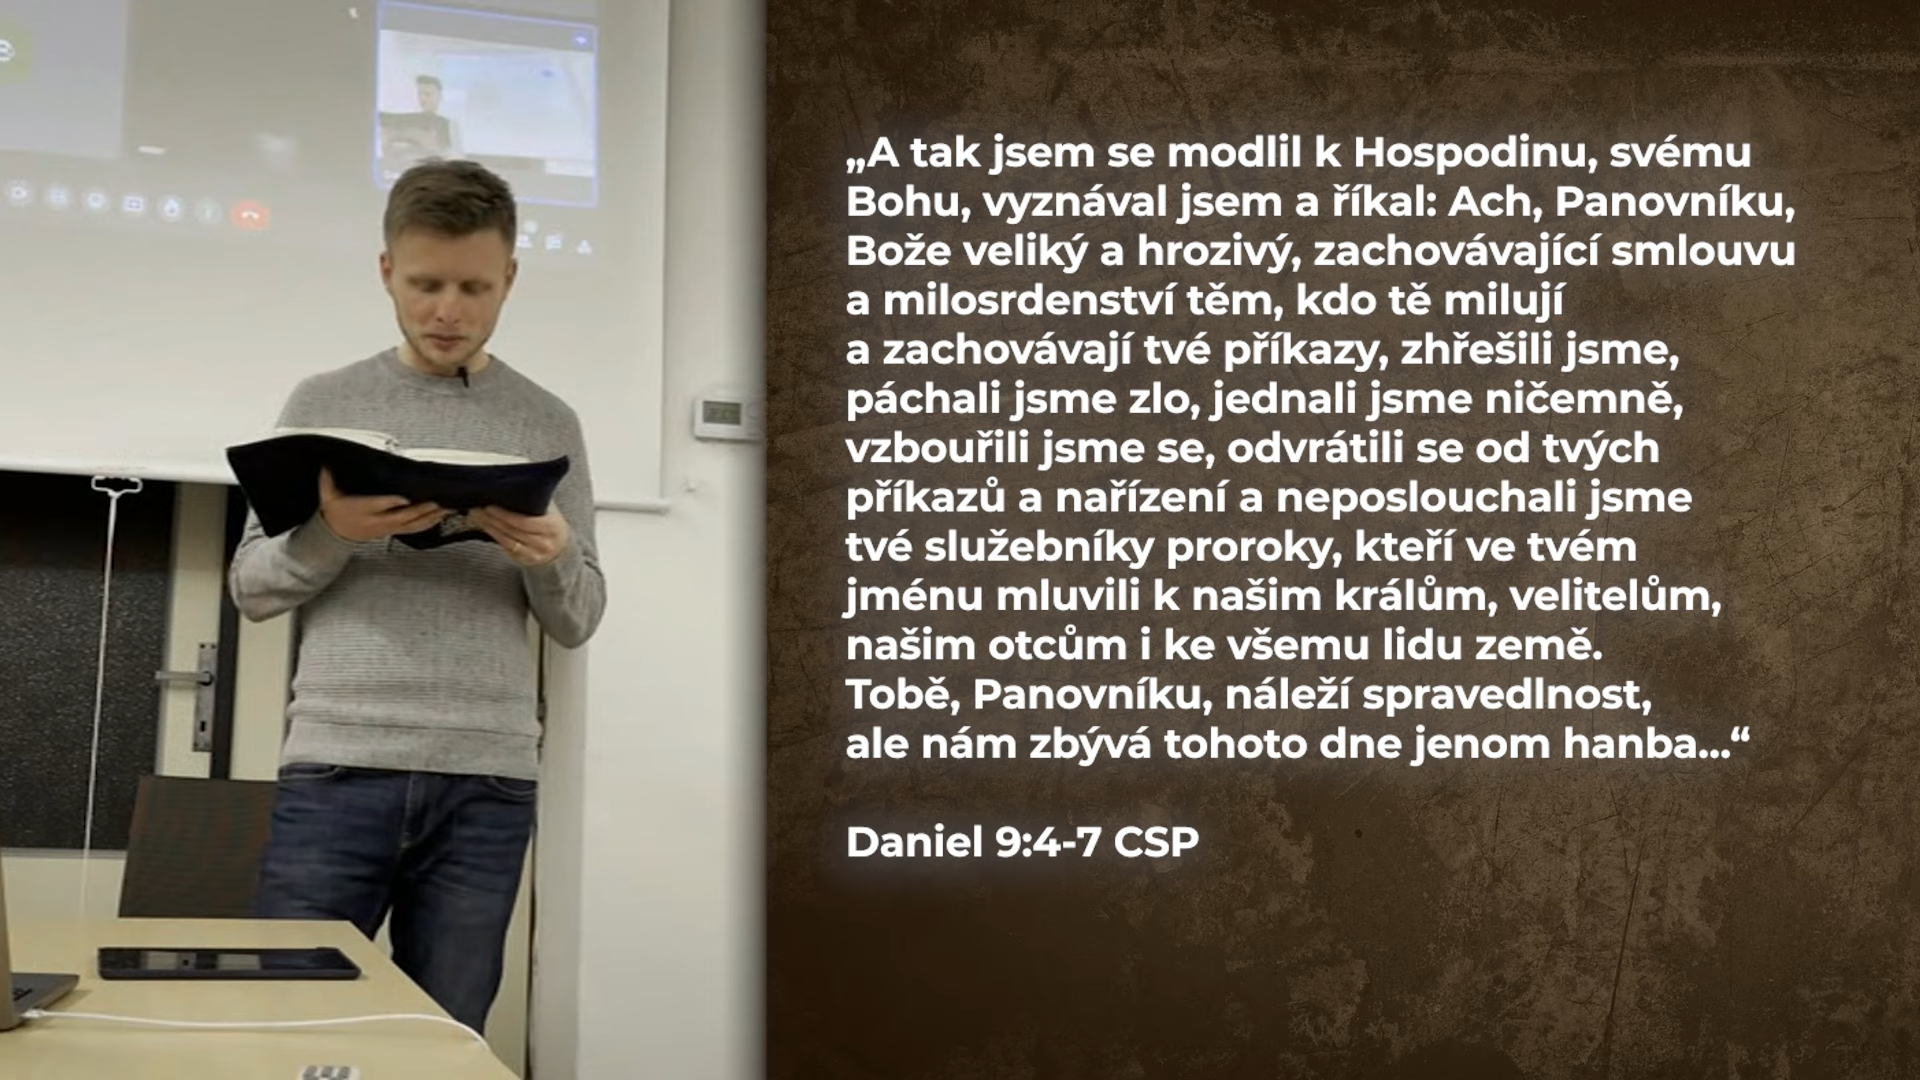 „A tak jsem se modlil k Hospodinu, svému
Bohu, vyznával jsem a říkal: Ach, Panovníku,
Bože veliký a hrozivý, zachovávající smlouvu
a milosrdenství těm, kdo tě milují
a zachovávají tvé příkazy, zhřešili jsme,
páchali jsme zlo, jednali jsme ničemně,
vzbouřili jsme se, odvrátili se od tvých
příkazů a nařízení a neposlouchali jsme
tvé služebníky proroky, kteří ve tvém
jménu mluvili k našim králům, velitelům,
našim otcům i ke všemu lidu země.
Tobě, Panovníku, náleží spravedlnost,
ale nám zbývá tohoto dne jenom hanba...“
Daniel 9:4-7 CSP